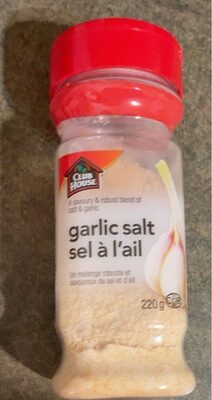 CLUB
HOUSE
A savoury & robust blend of
salt & garlic
garlic salt
sel à l'ail
Un mélange robuste et
savoureux de sel et d'ail
220 g